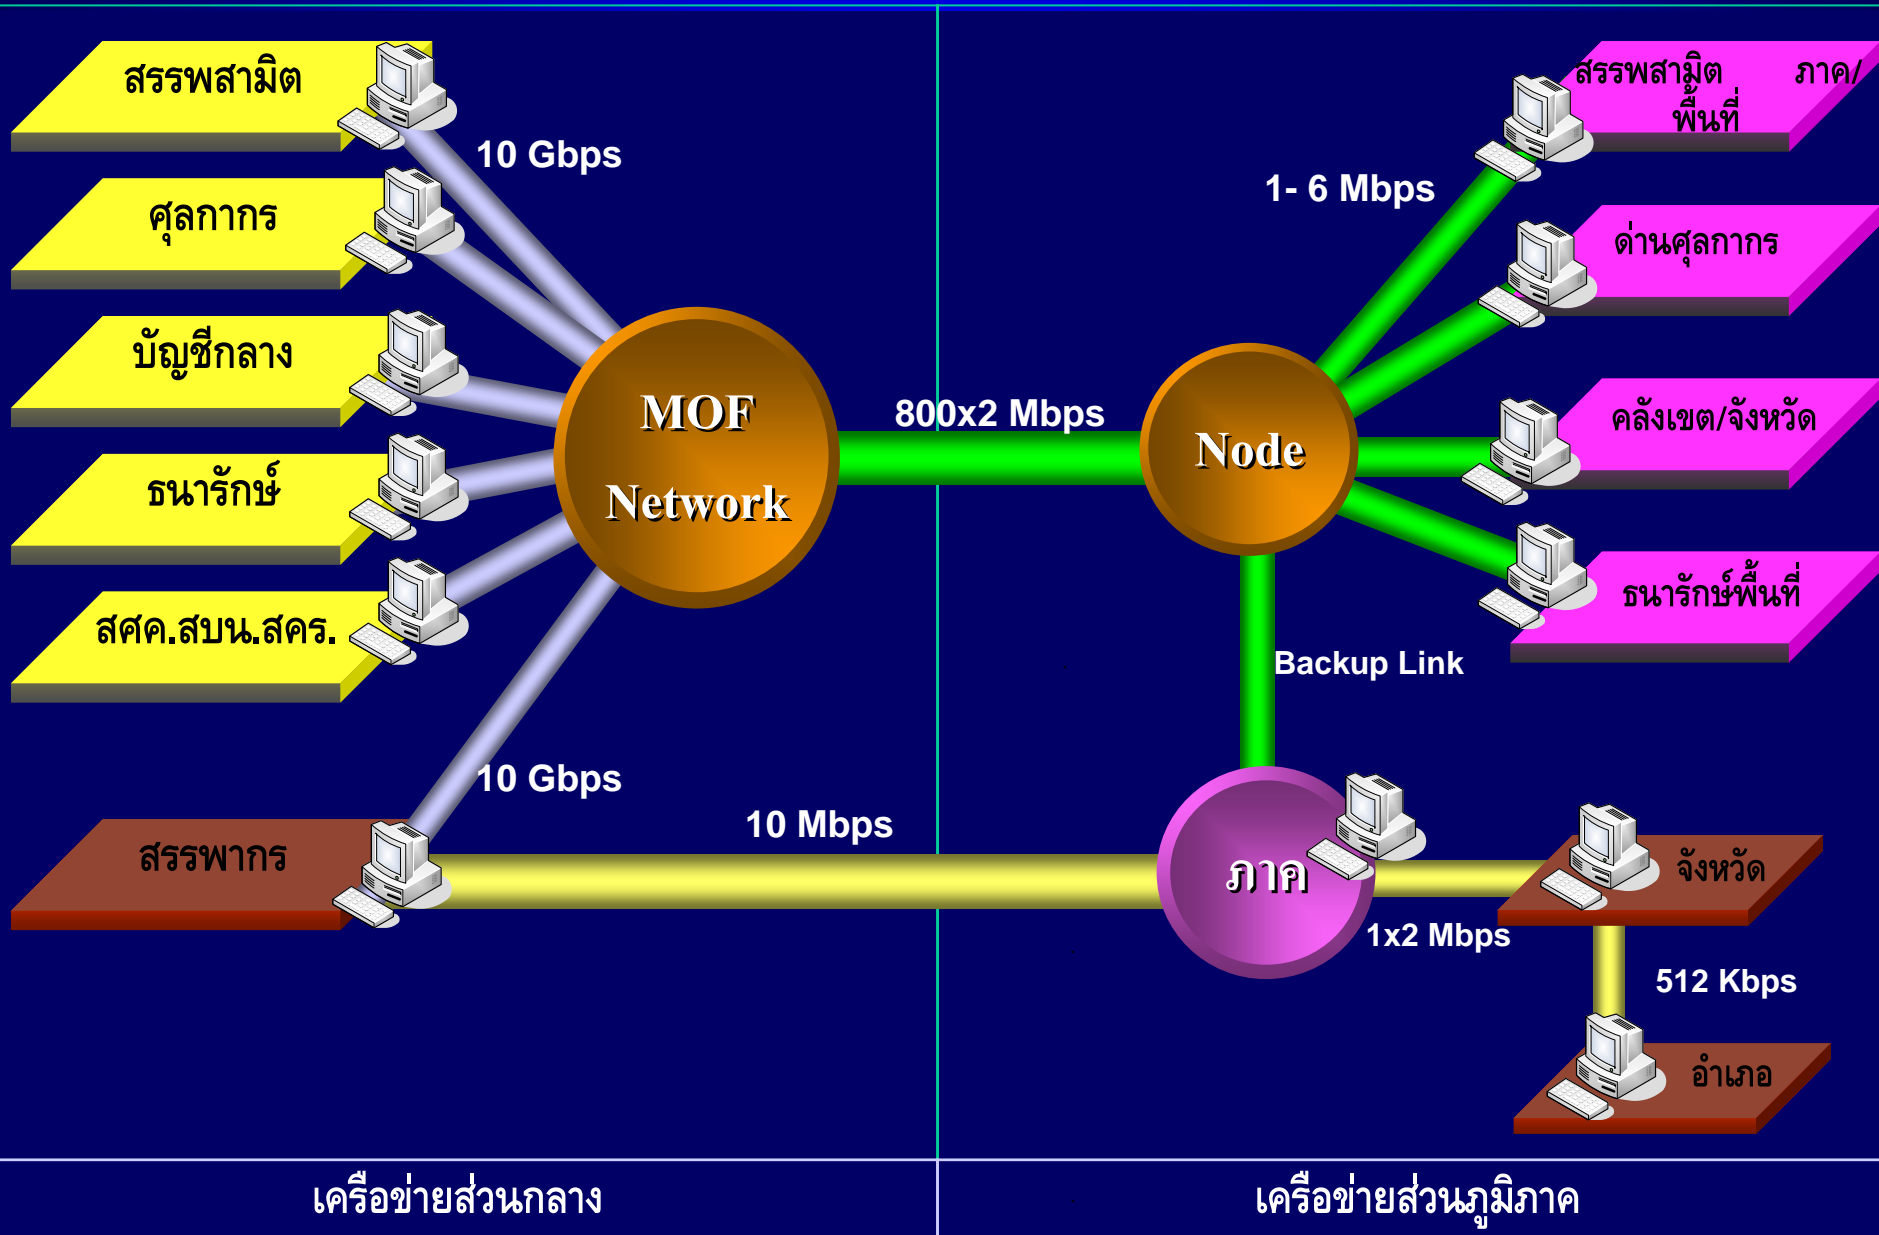 สรรพสามิต
10 Gbps
ศุลกากร
บัญชีกลาง
ธนารักษ์
สศค.สบน.สคร.
MOF
Network
10 Gbps
สรรพากร
10 Mbps
800x2 Mbps
Node
1- 6 Mbps
สรรพสามิต ภาค/
พื้นที่
ด่านศุลกากร
คลังเขต/จังหวัด
ธนารักษ์พื้นที่
Backup Link
ภาค
1x2 Mbps
จังหวัด
512 Kbps
อำเภอ
เครือข่ายส่วนกลาง
เครือข่ายส่วนภูมิภาค